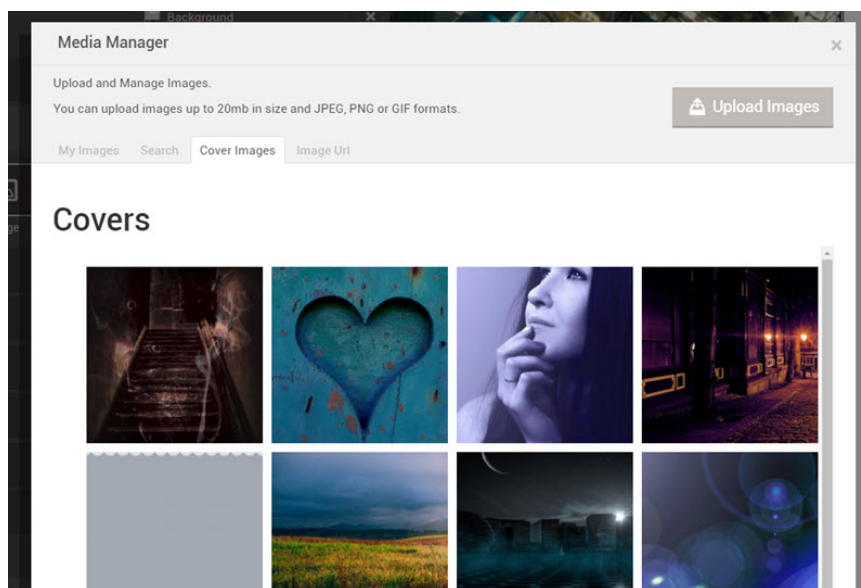 Background
Media Manager
Upload and Manage Images.
You can upload images up to 20mb in size and JPEG, PNG or GIF formats.
Upload Images
My Images Search Cover Images Image Url
Covers